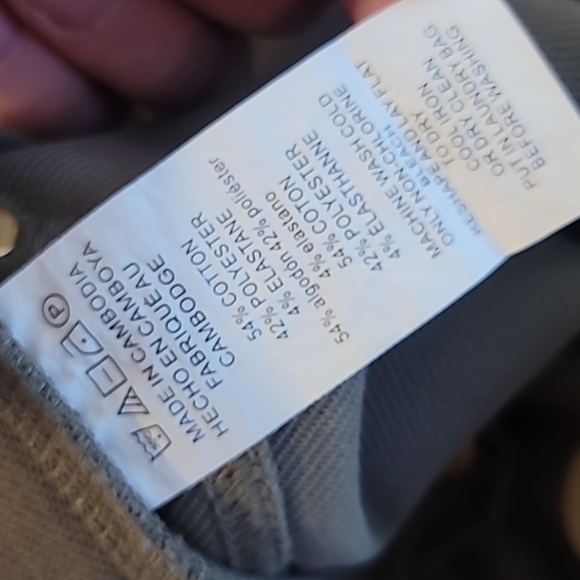 P
MADE IN CAMBODIA
HECHO EN CAMBOYA
FABRIQUE AU
CAMBODGE
54% COTTON
42% POLYESTER
4% ELASTANE
54% algodón 42% poliéster
4% elastano
54% COTON
42% POLYESTER
4% ELASTHANNE
MACHINE WASH COLD
ONLY NON-CHLORINE
BLEACH
RESHAPE AND LAY FLAT
TO DRY
COOL IRON
OR DRY CLEAN
PUT IN LAUNDRY BAG
BEFORE WASHING